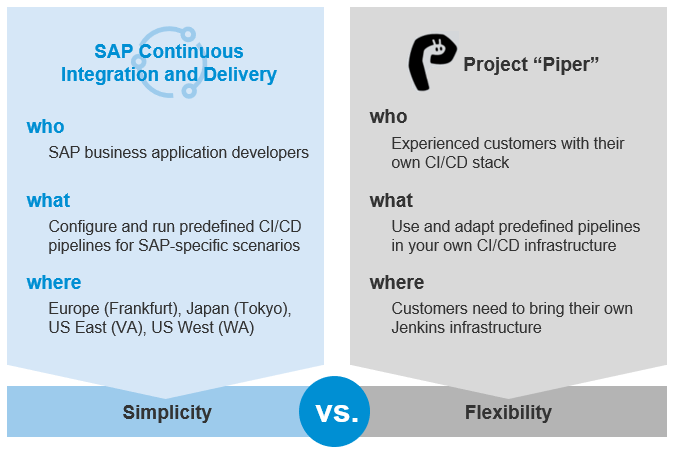 SAP Continuous
Integration and Delivery
who
SAP business application developers
what
Configure and run predefined CI/CD
pipelines for SAP-specific scenarios
where
Europe (Frankfurt), Japan (Tokyo),
US East (VA), US West (WA)
Simplicity
vs.
Project “Piper”
who
Experienced customers with their
own CI/CD stack
what
Use and adapt predefined pipelines
in your own CI/CD infrastructure
where
Customers need to bring their own
Jenkins infrastructure
Flexibility